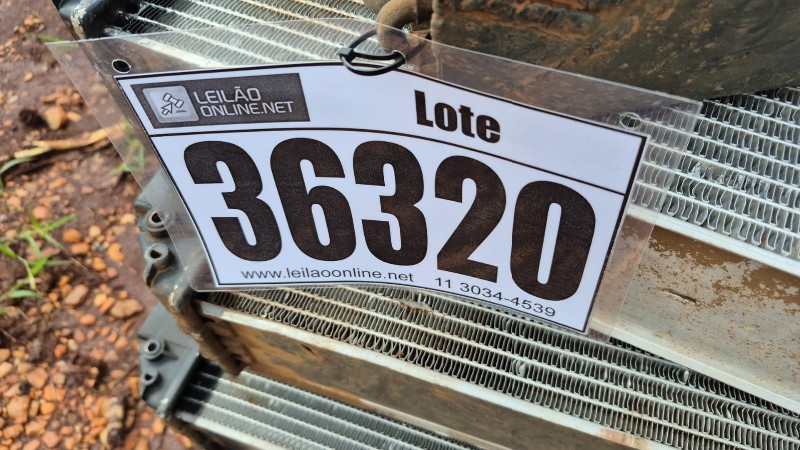 LEILÃO
ONLINE.NET
Lote
36320
www.leilaoonline.net 11 3034-4539